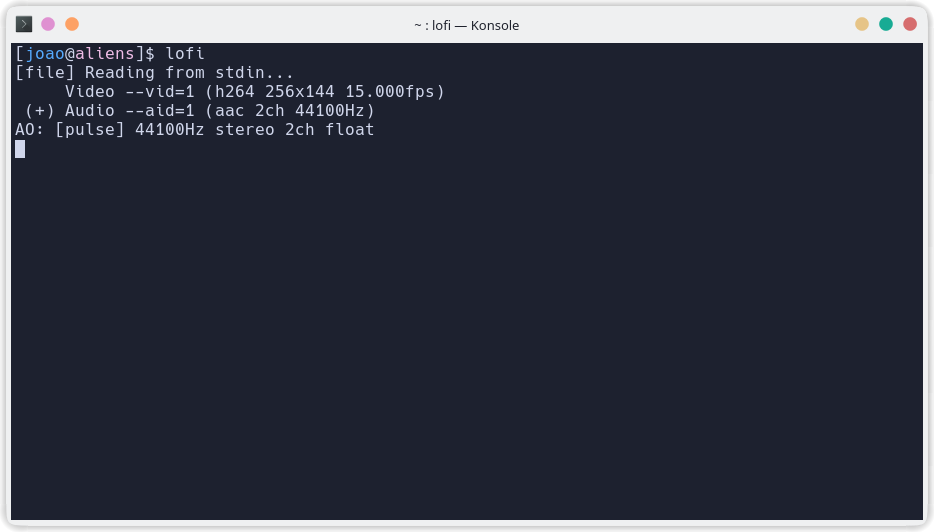 ~ : lofi — Konsole
[joao@aliens]$ lofi
[file] Reading from stdin...
     Video --vid=1 (h264 256x144 15.000fps)
 (+) Audio --aid=1 (aac 2ch 44100Hz)
AO: [pulse] 44100Hz stereo 2ch float